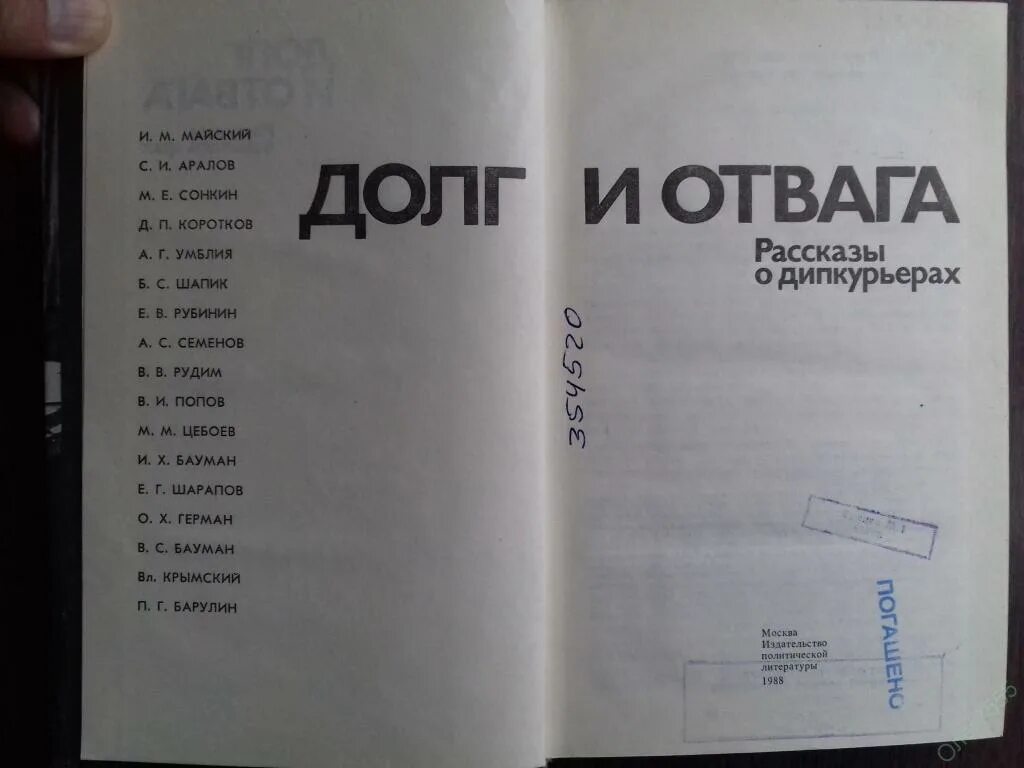 И. М. МАЙСКИЙ
С. И. АРАЛОВ
М. Е. СОНКИН
Д. П. КОРОТКОВ
А. Г. УМБЛИЯ
Б. С. ШАПИК
Е. В. РУБИНИН
А. С. СЕМЕНОВ
В. В. РУДИМ
В. И. ПОПОВ
М. М. ЦЕБОЕВ
И. Х. БАУМАН
Е. Г. ШАРАПОВ
О. Х. ГЕРМАН
В. С. БАУМАН
Вл. КРЫМСКИЙ
П. Г. БАРУЛИН
ДОЛГ И ОТВАГА
Рассказы
о дипкурьерах
354520
ПОГАШЕНО
Москва
Издательство
политической
литературы
1988